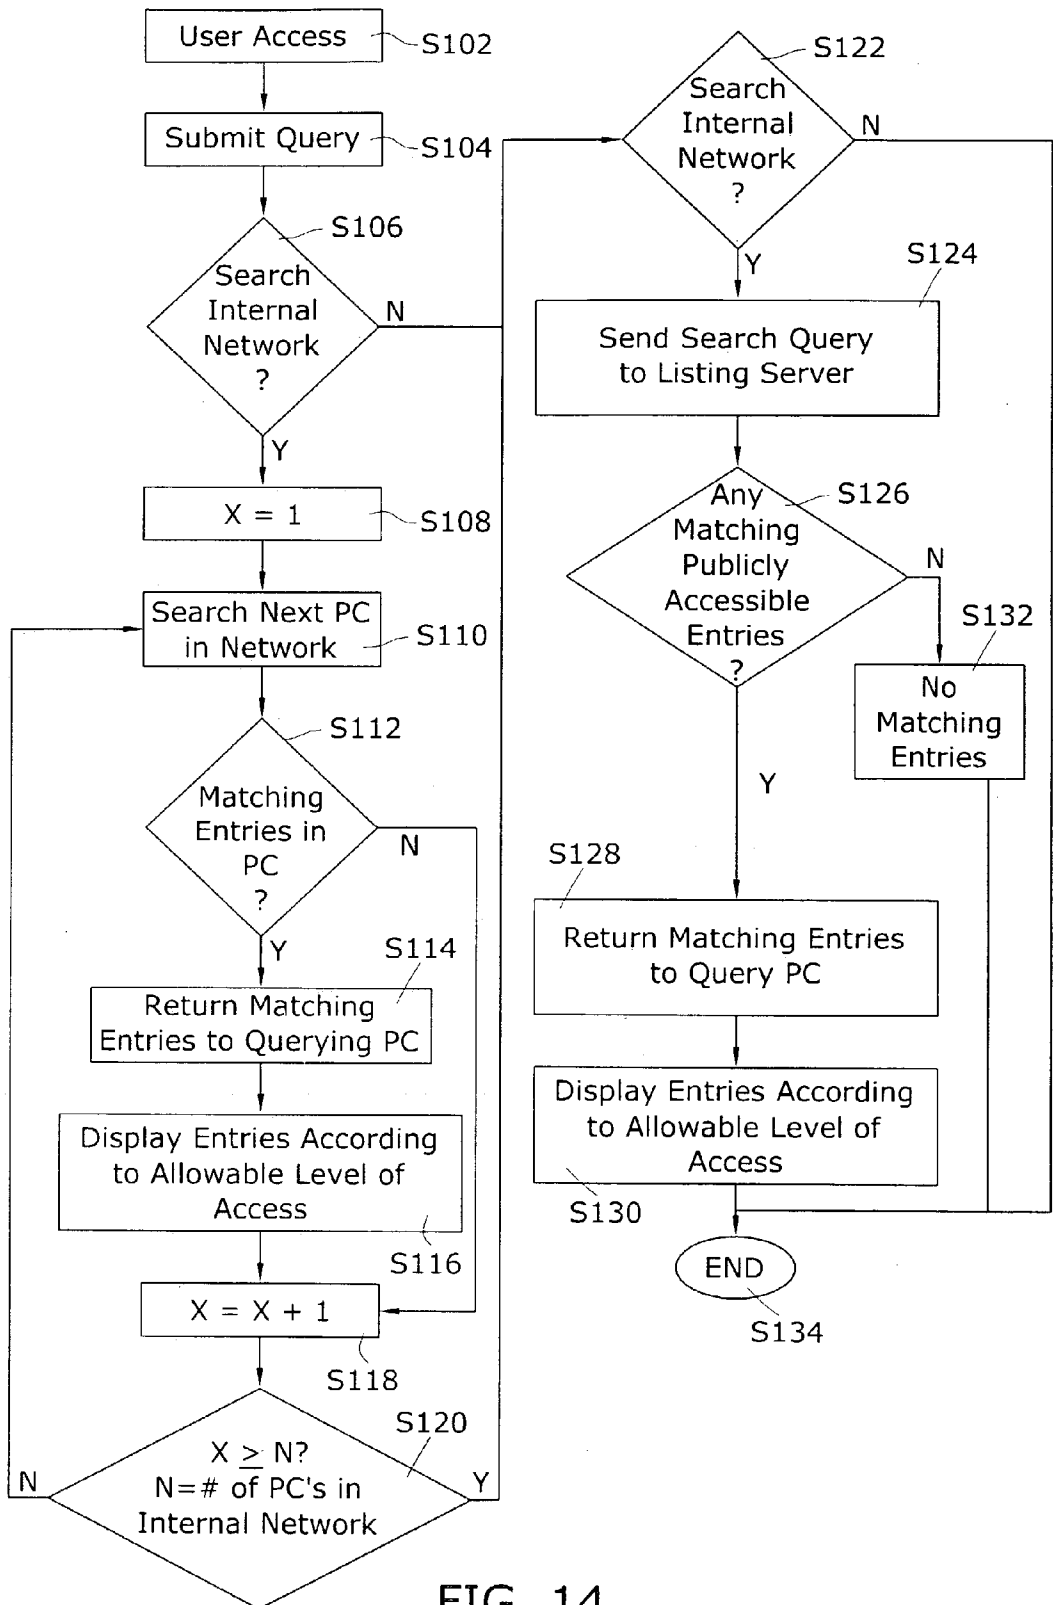 User Access
S102
Submit Query
S104
S106
Search
Internal
Network
?
N
Y
X = 1
S108
Search Next PC
in Network
S110
S112
Matching
Entries in
PC
?
N
Y
S114
Return Matching
Entries to Querying PC
Display Entries According
to Allowable Level of
Access
S116
X = X + 1
S118
S120
X ≥ N?
N=# of PC's in
Internal Network
N
Y
S122
Search
Internal
Network
?
N
Y
S124
Send Search Query
to Listing Server
S126
Any
Matching
Publicly
Accessible
Entries
?
N
Y
S132
No
Matching
Entries
S128
Return Matching Entries
to Query PC
Display Entries According
to Allowable Level of
Access
S130
END
S134
FIG. 14